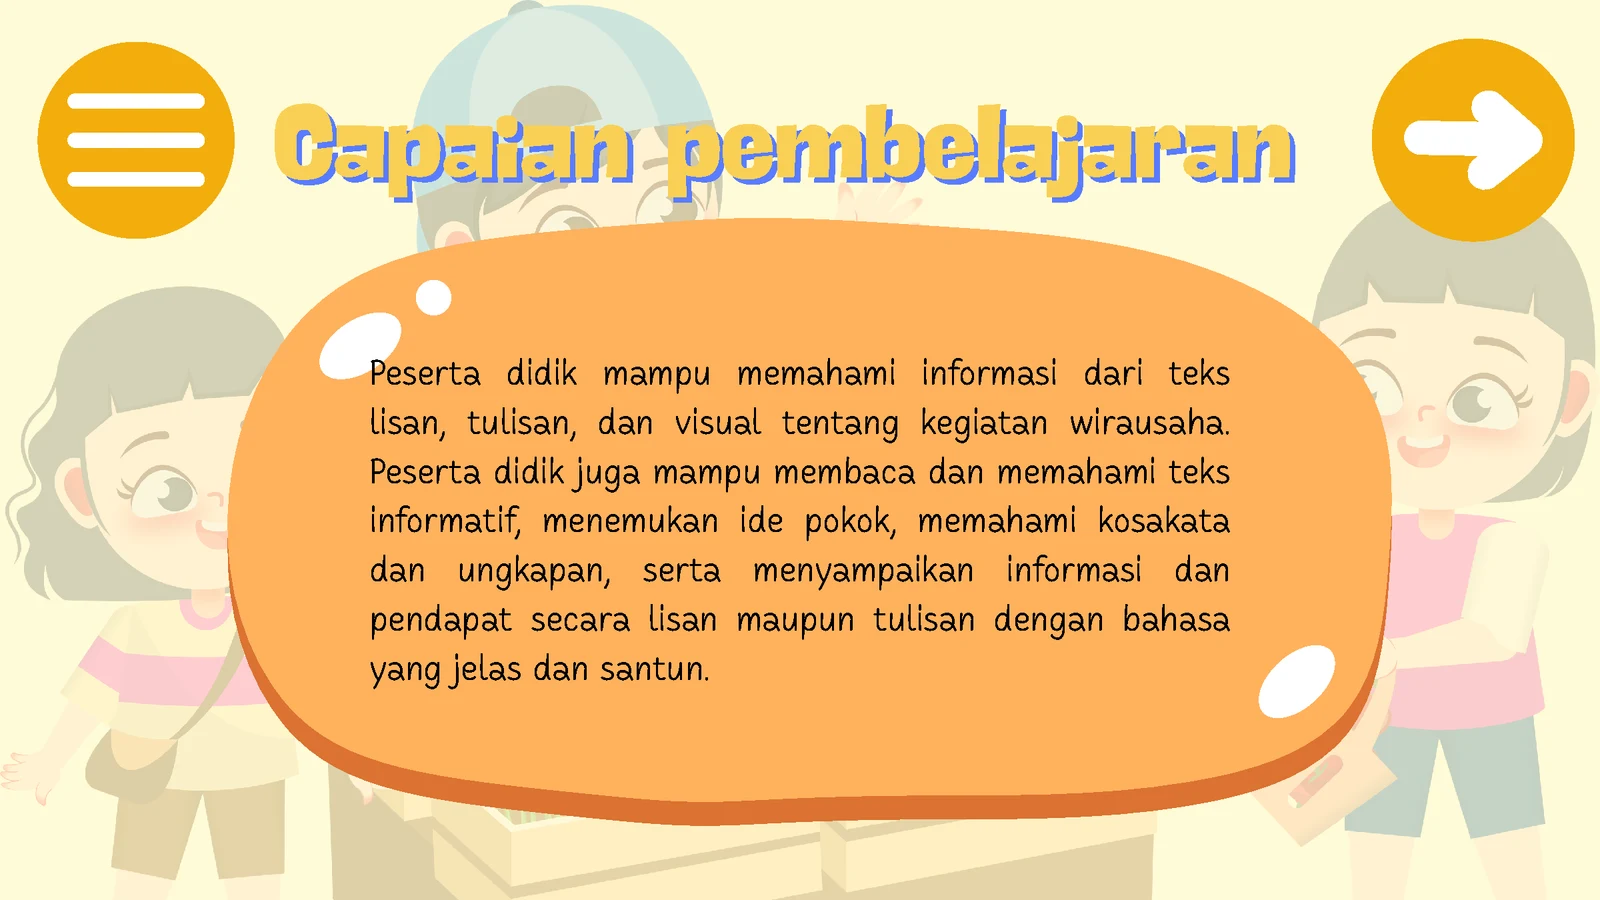 Capaian pembelajaran
Peserta didik mampu memahami informasi dari teks
lisan, tulisan, dan visual tentang kegiatan wirausaha.
Peserta didik juga mampu membaca dan memahami teks
informatif, menemukan ide pokok, memahami kosakata
dan ungkapan, serta menyampaikan informasi dan
pendapat secara lisan maupun tulisan dengan bahasa
yang jelas dan santun.